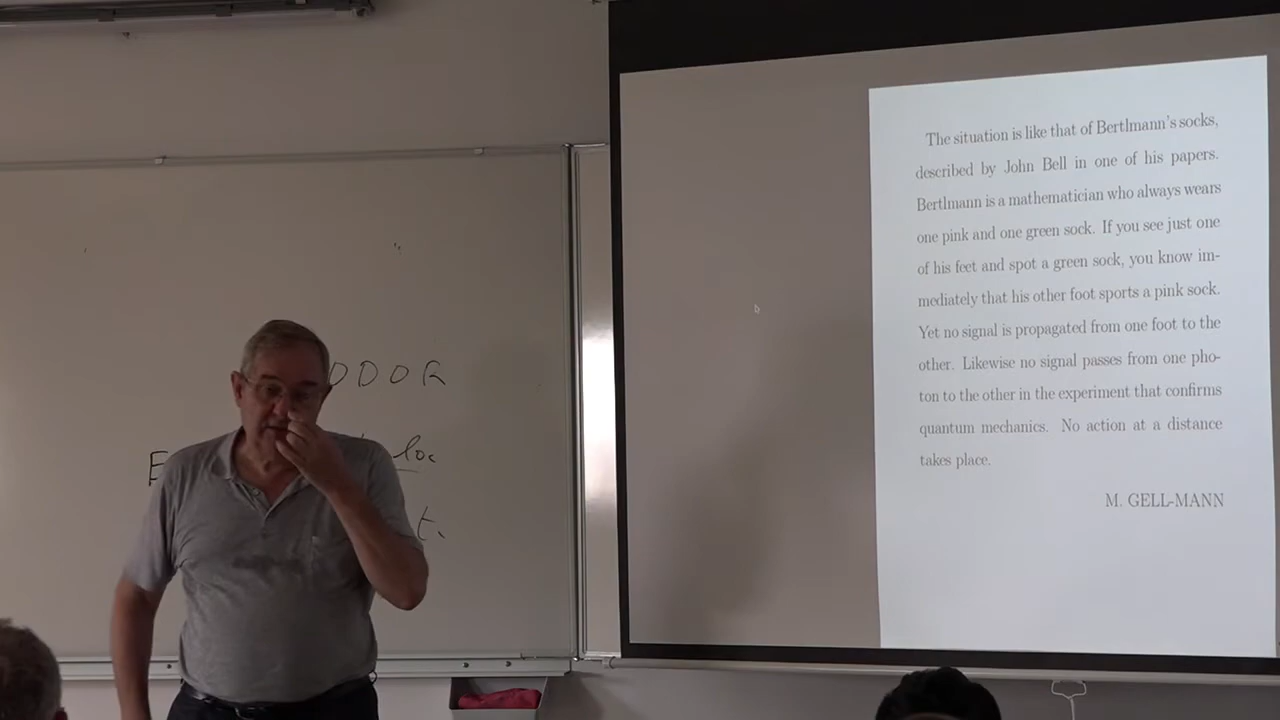 DDOR
E
loc
t.
The situation is like that of Bertlmann's socks,
described by John Bell in one of his papers.
Bertlmann is a mathematician who always wears
one pink and one green sock. If you see just one
of his feet and spot a green sock, you know im-
mediately that his other foot sports a pink sock.
Yet no signal is propagated from one foot to the
other. Likewise no signal passes from one pho-
ton to the other in the experiment that confirms
quantum mechanics. No action at a distance
takes place.
M. GELL-MANN